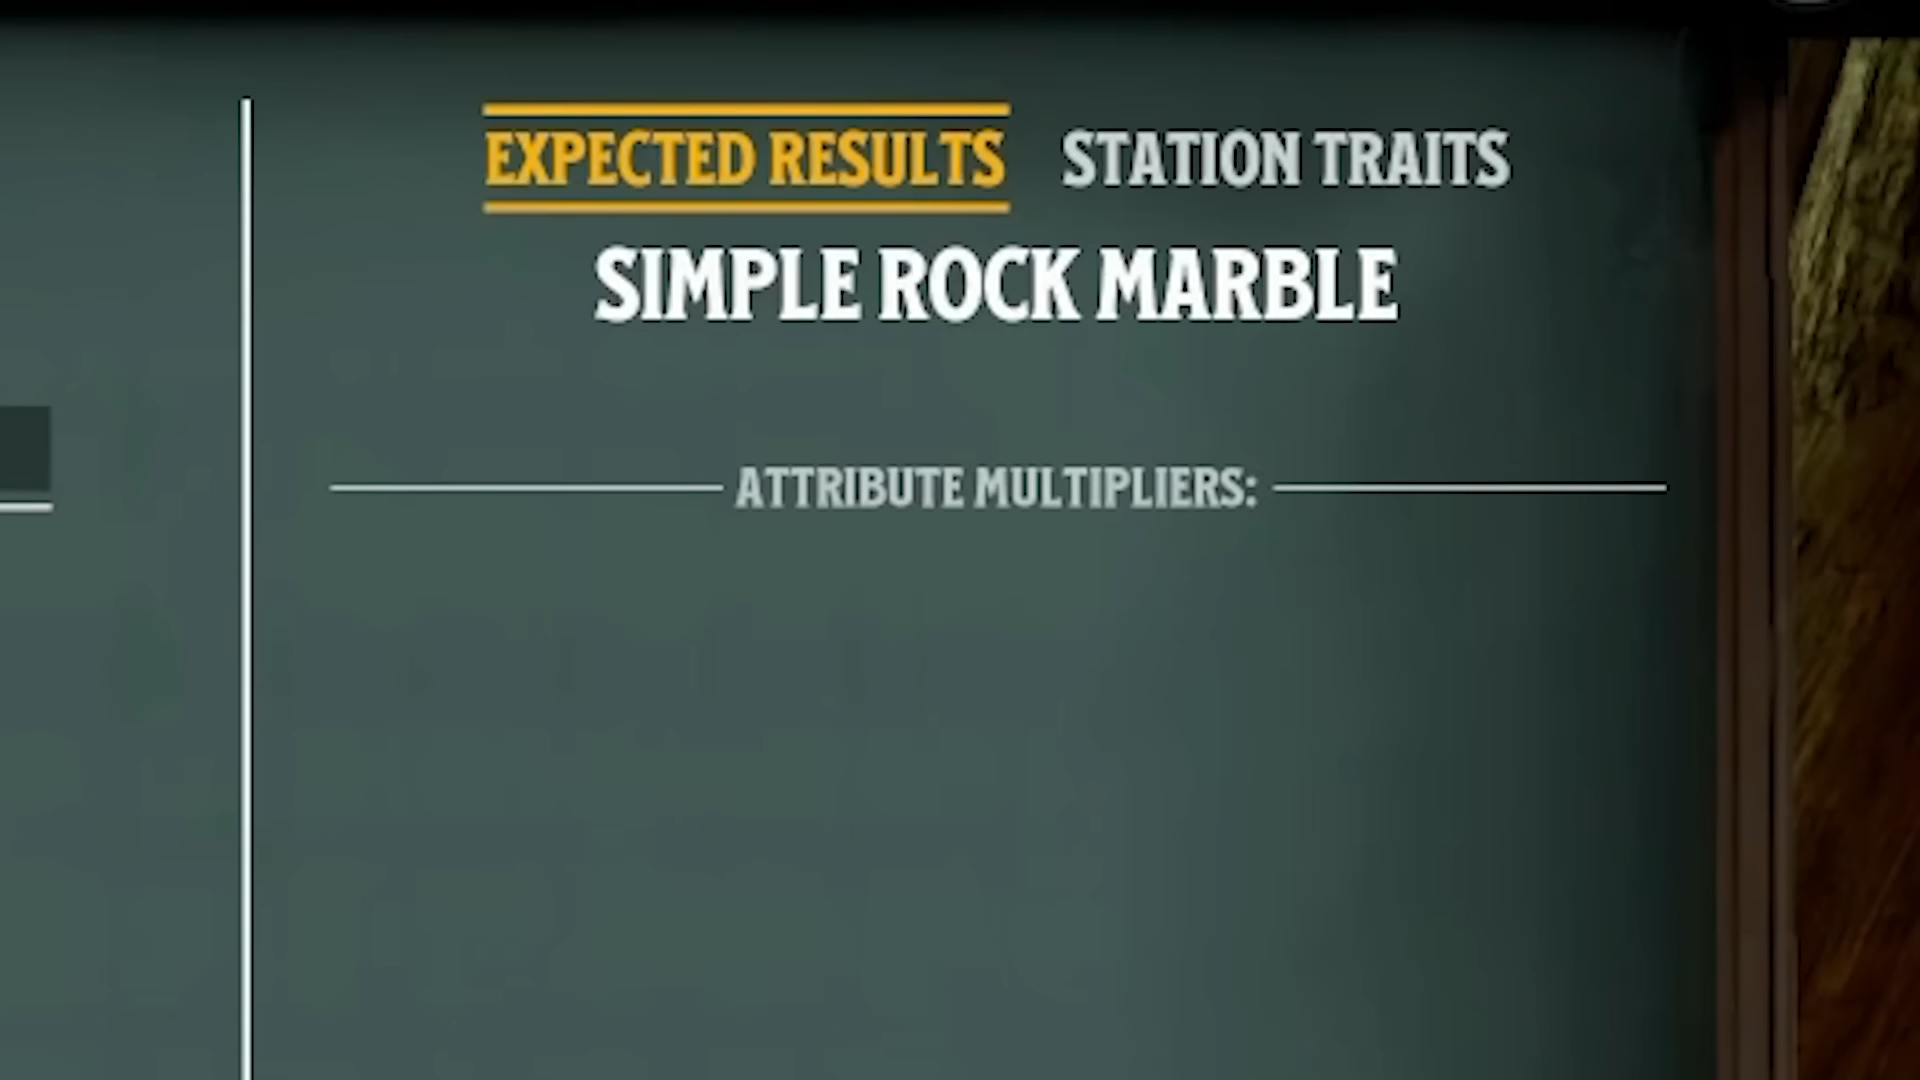 EXPECTED RESULTS STATION TRAITS
SIMPLE ROCK MARBLE
ATTRIBUTE MULTIPLIERS: